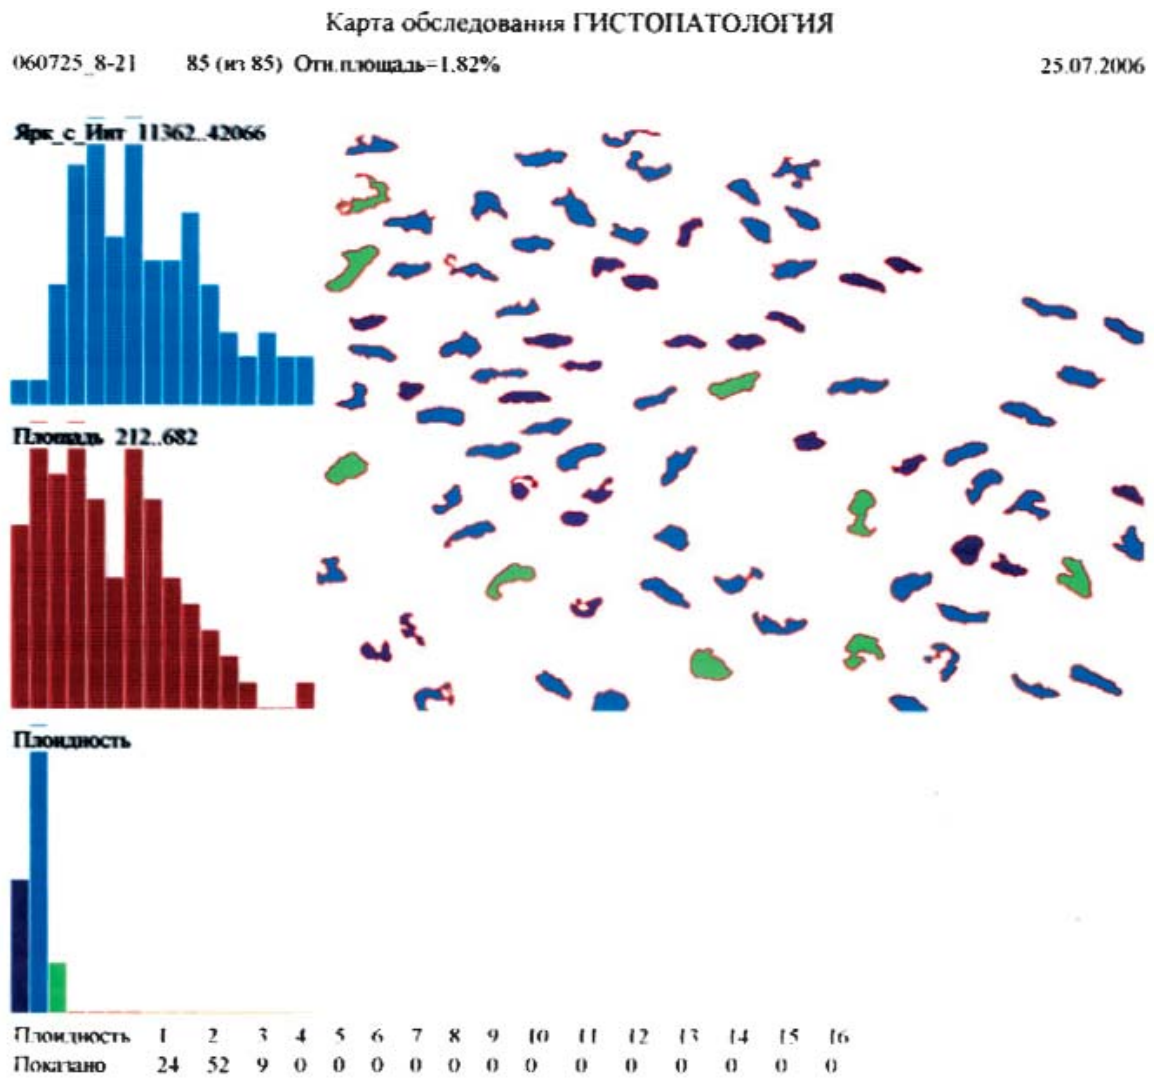 Карта обследования ГИСТОПАТОЛОГИЯ
060725_8-21 85 (из 85) Отн.площадь=1.82% 25.07.2006
Ярк_с_Инт 11362..42066
Площадь 212..682
Плоидность
Плоидность 1 2 3 4 5 6 7 8 9 10 11 12 13 14 15 16
Показано 24 52 9 0 0 0 0 0 0 0 0 0 0 0 0 0